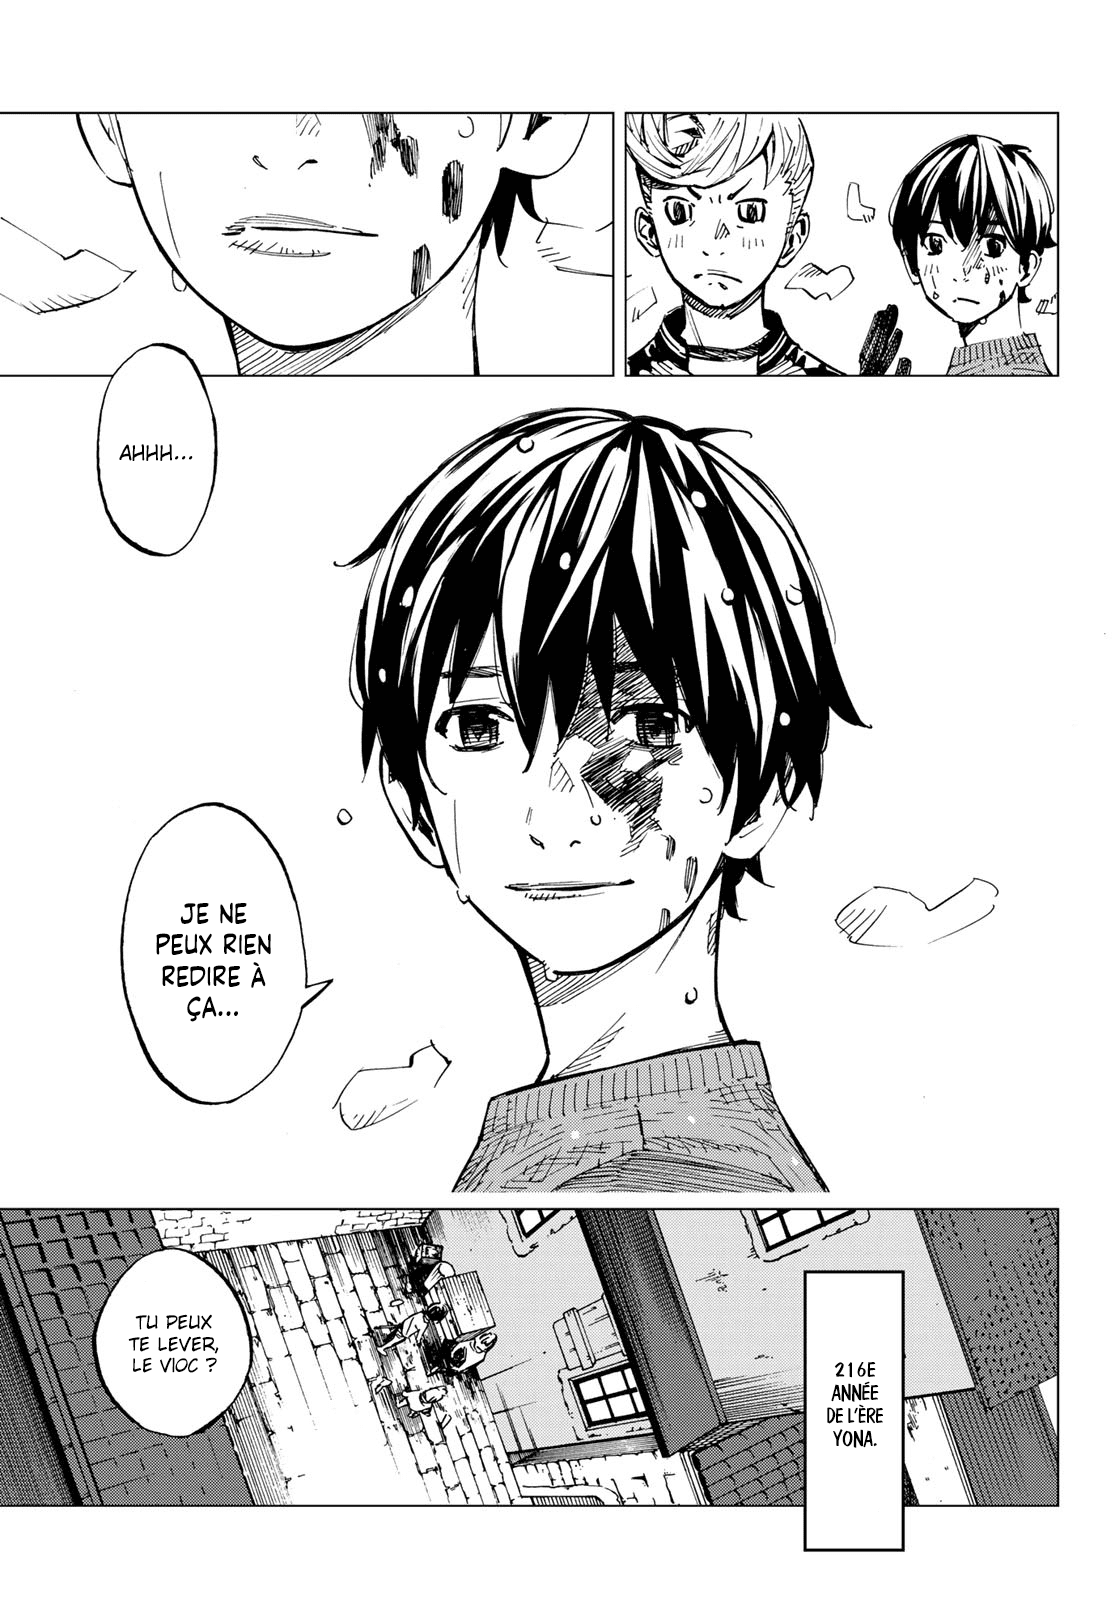 AHHH...
JE NE
PEUX RIEN
REDIRE À
ÇA...
216E
ANNÉE
DE L'ÈRE
YONA.
TU PEUX
TE LEVER,
LE VIOC ?